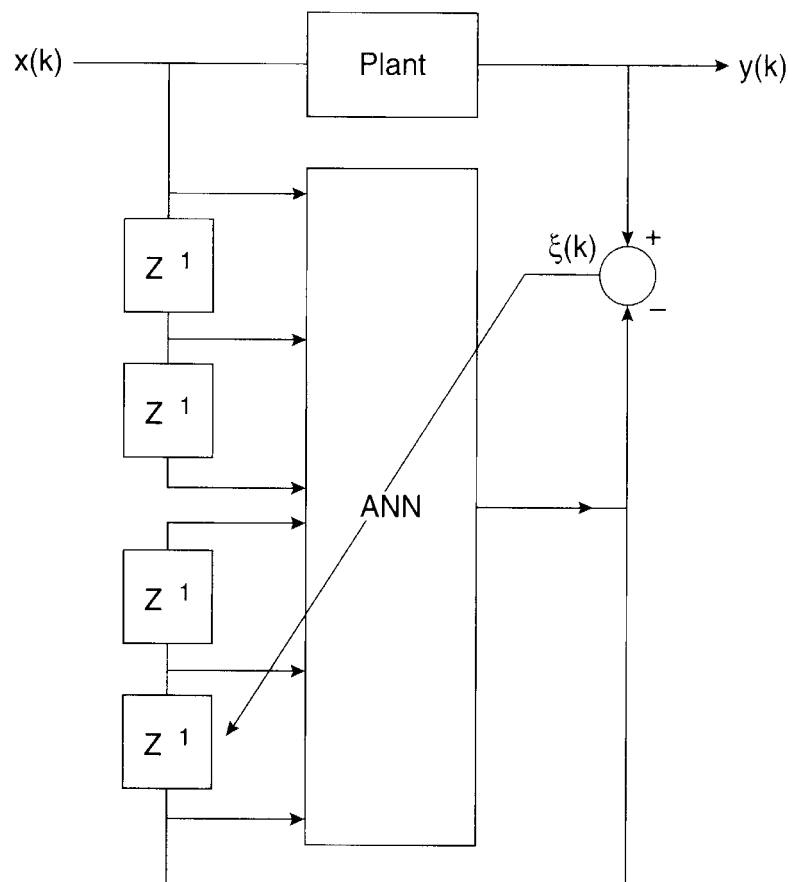 x(k)
Plant
y(k)
+
ξ(k)
−
Z 1
Z 1
ANN
Z 1
Z 1